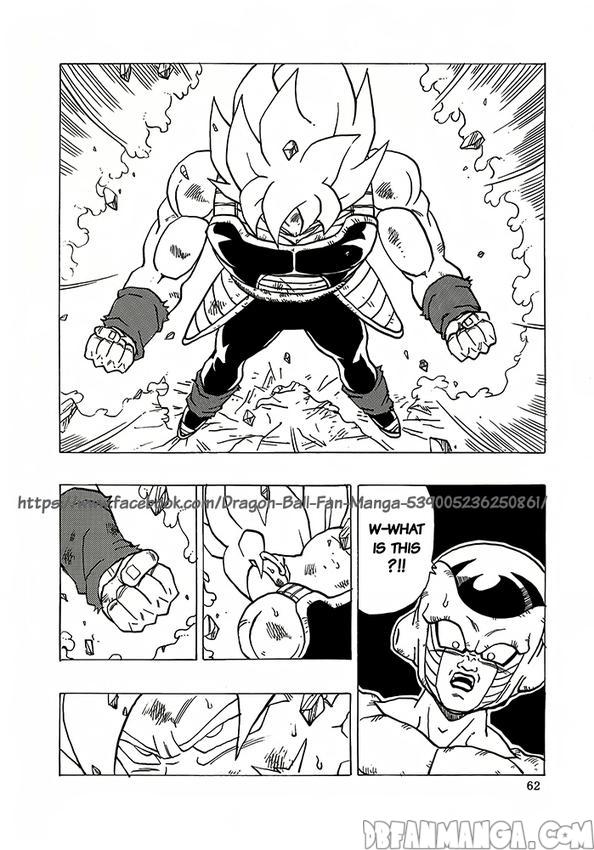 https://www.facebook.com/Dragon-Ball-Fan-Manga-539005236250861/
W-WHAT
IS THIS
?!!
62
DBFANMANGA.COM